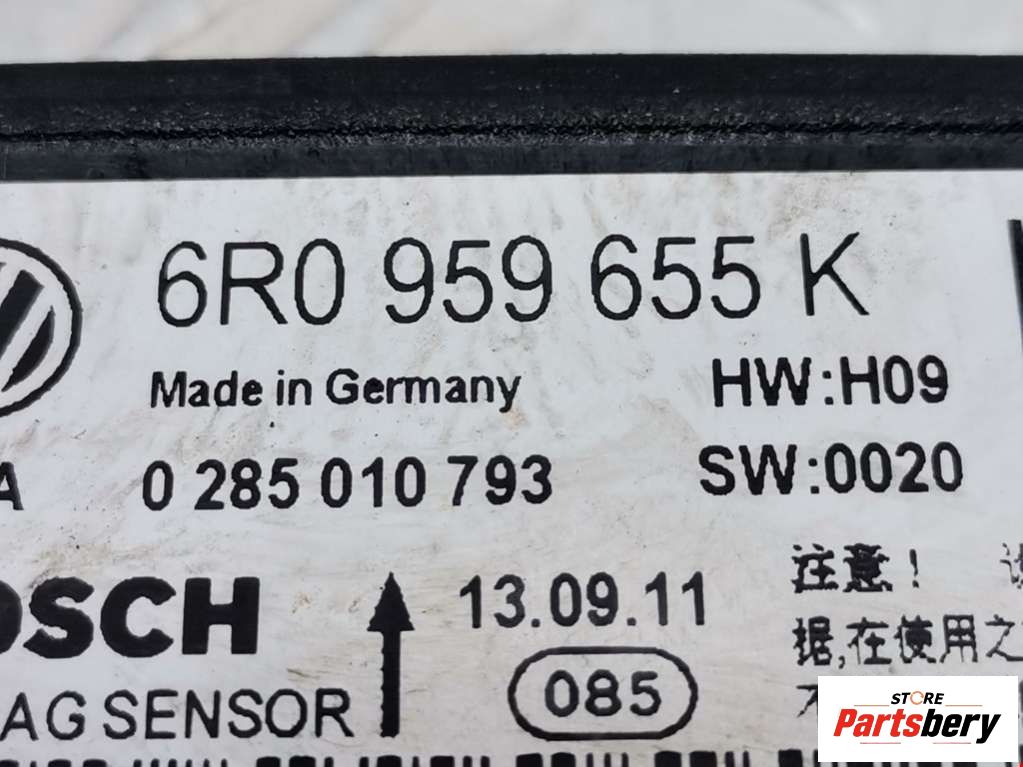 6R0 959 655 K
Made in Germany
HW:H09
0 285 010 793
SW:0020
OSCH
13.09.11
注意！
据,在使用之
085
AG SENSOR
STORE
Partsbery